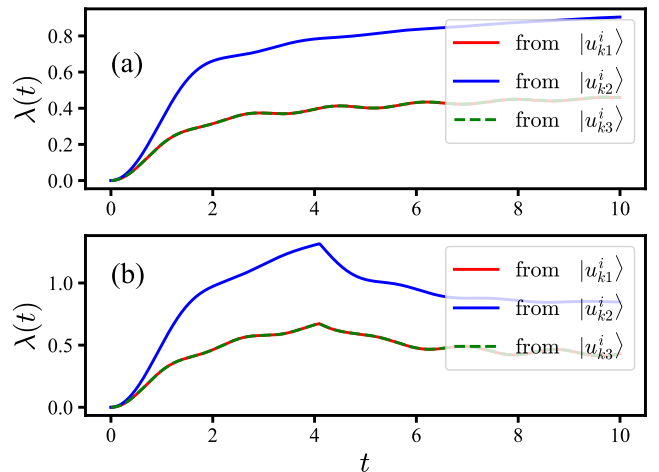 λ(t)
0.8
0.6
0.4
0.2
0.0
(a)
from |u^i_{k1}⟩
from |u^i_{k2}⟩
from |u^i_{k3}⟩
0 2 4 6 8 10
λ(t)
1.0
0.5
0.0
(b)
from |u^i_{k1}⟩
from |u^i_{k2}⟩
from |u^i_{k3}⟩
0 2 4 6 8 10
t